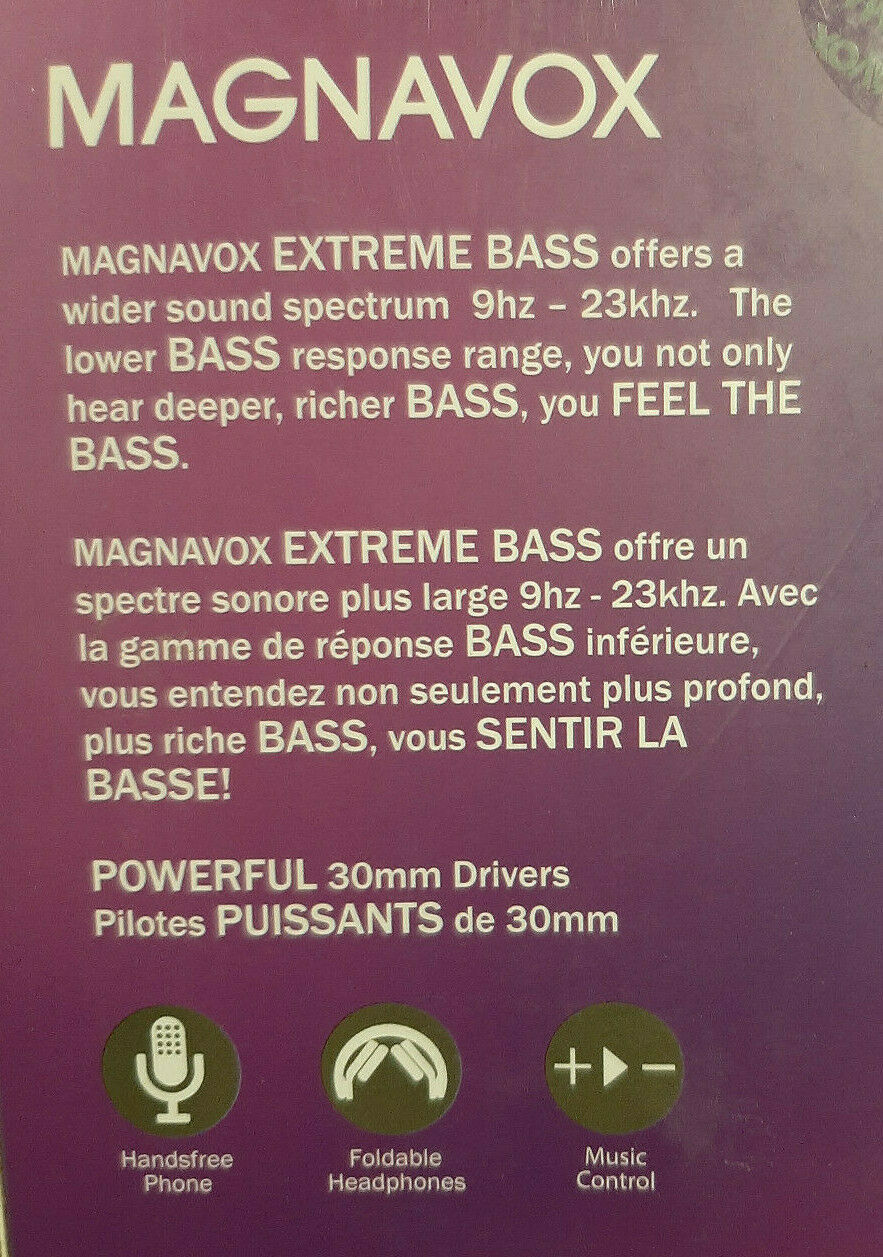 MAGNAVOX
MAGNAVOX EXTREME BASS offers a
wider sound spectrum 9hz – 23khz. The
lower BASS response range, you not only
hear deeper, richer BASS, you FEEL THE
BASS.
MAGNAVOX EXTREME BASS offre un
spectre sonore plus large 9hz - 23khz. Avec
la gamme de réponse BASS inférieure,
vous entendez non seulement plus profond,
plus riche BASS, vous SENTIR LA
BASSE!
POWERFUL 30mm Drivers
Pilotes PUISSANTS de 30mm
+ ▶ −
Handsfree
Phone
Foldable
Headphones
Music
Control